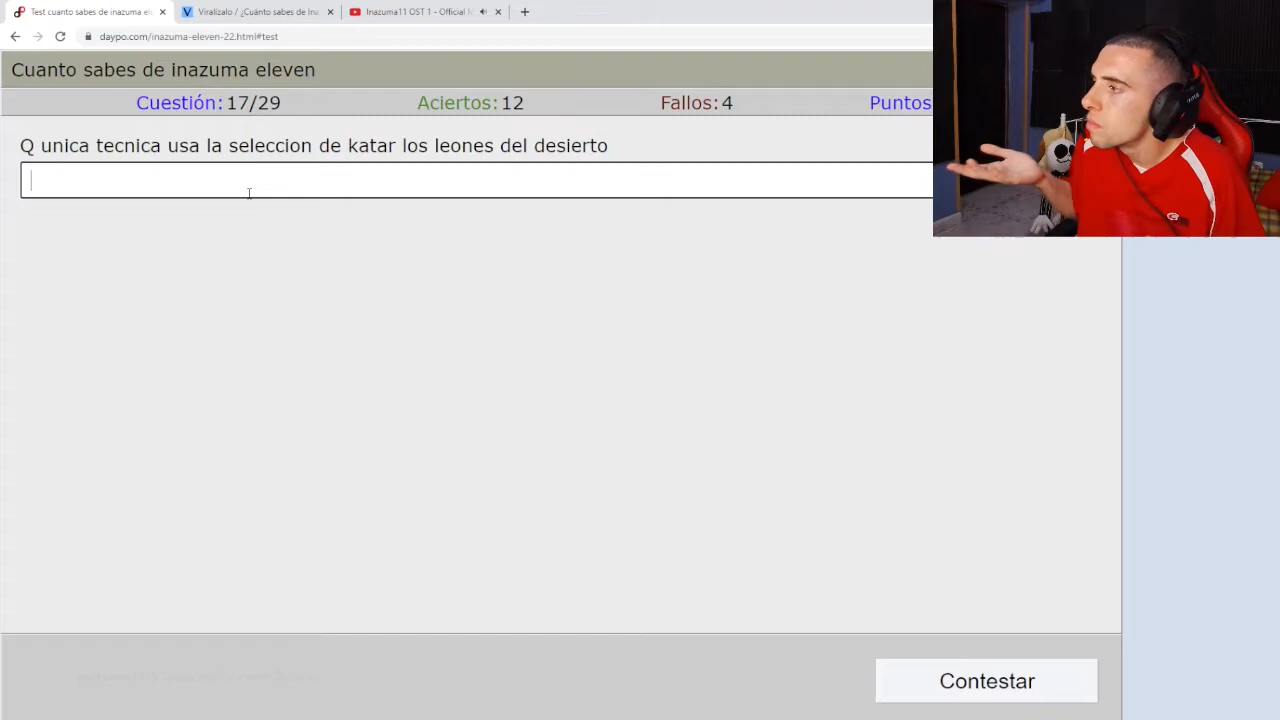 Test cuanto sabes de inazuma ele
Viralízalo / ¿Cuánto sabes de Ina
Inazuma11 OST 1 - Official M
daypo.com/inazuma-eleven-22.html#test
Cuanto sabes de inazuma eleven
Cuestión: 17/29 Aciertos: 12 Fallos: 4 Puntos
Q unica tecnica usa la seleccion de katar los leones del desierto
Contestar